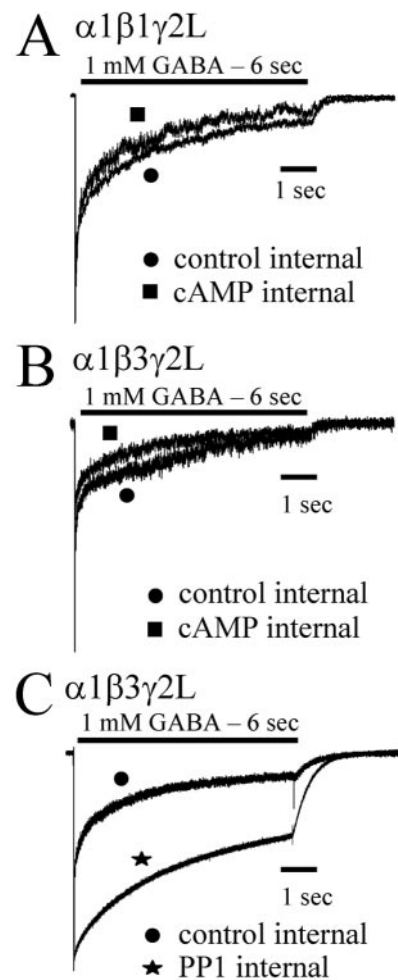 A α1β1γ2L
1 mM GABA – 6 sec
1 sec
control internal
cAMP internal
B α1β3γ2L
1 mM GABA – 6 sec
1 sec
control internal
cAMP internal
C α1β3γ2L
1 mM GABA – 6 sec
1 sec
control internal
PP1 internal